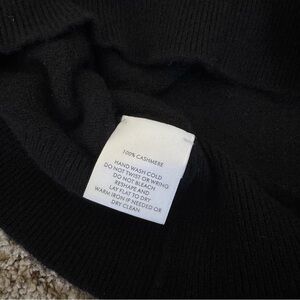 100% CASHMERE
HAND WASH COLD
DO NOT TWIST OR WRING
DO NOT BLEACH
RESHAPE AND
LAY FLAT TO DRY
WARM IRON IF NEEDED OR
DRY CLEAN